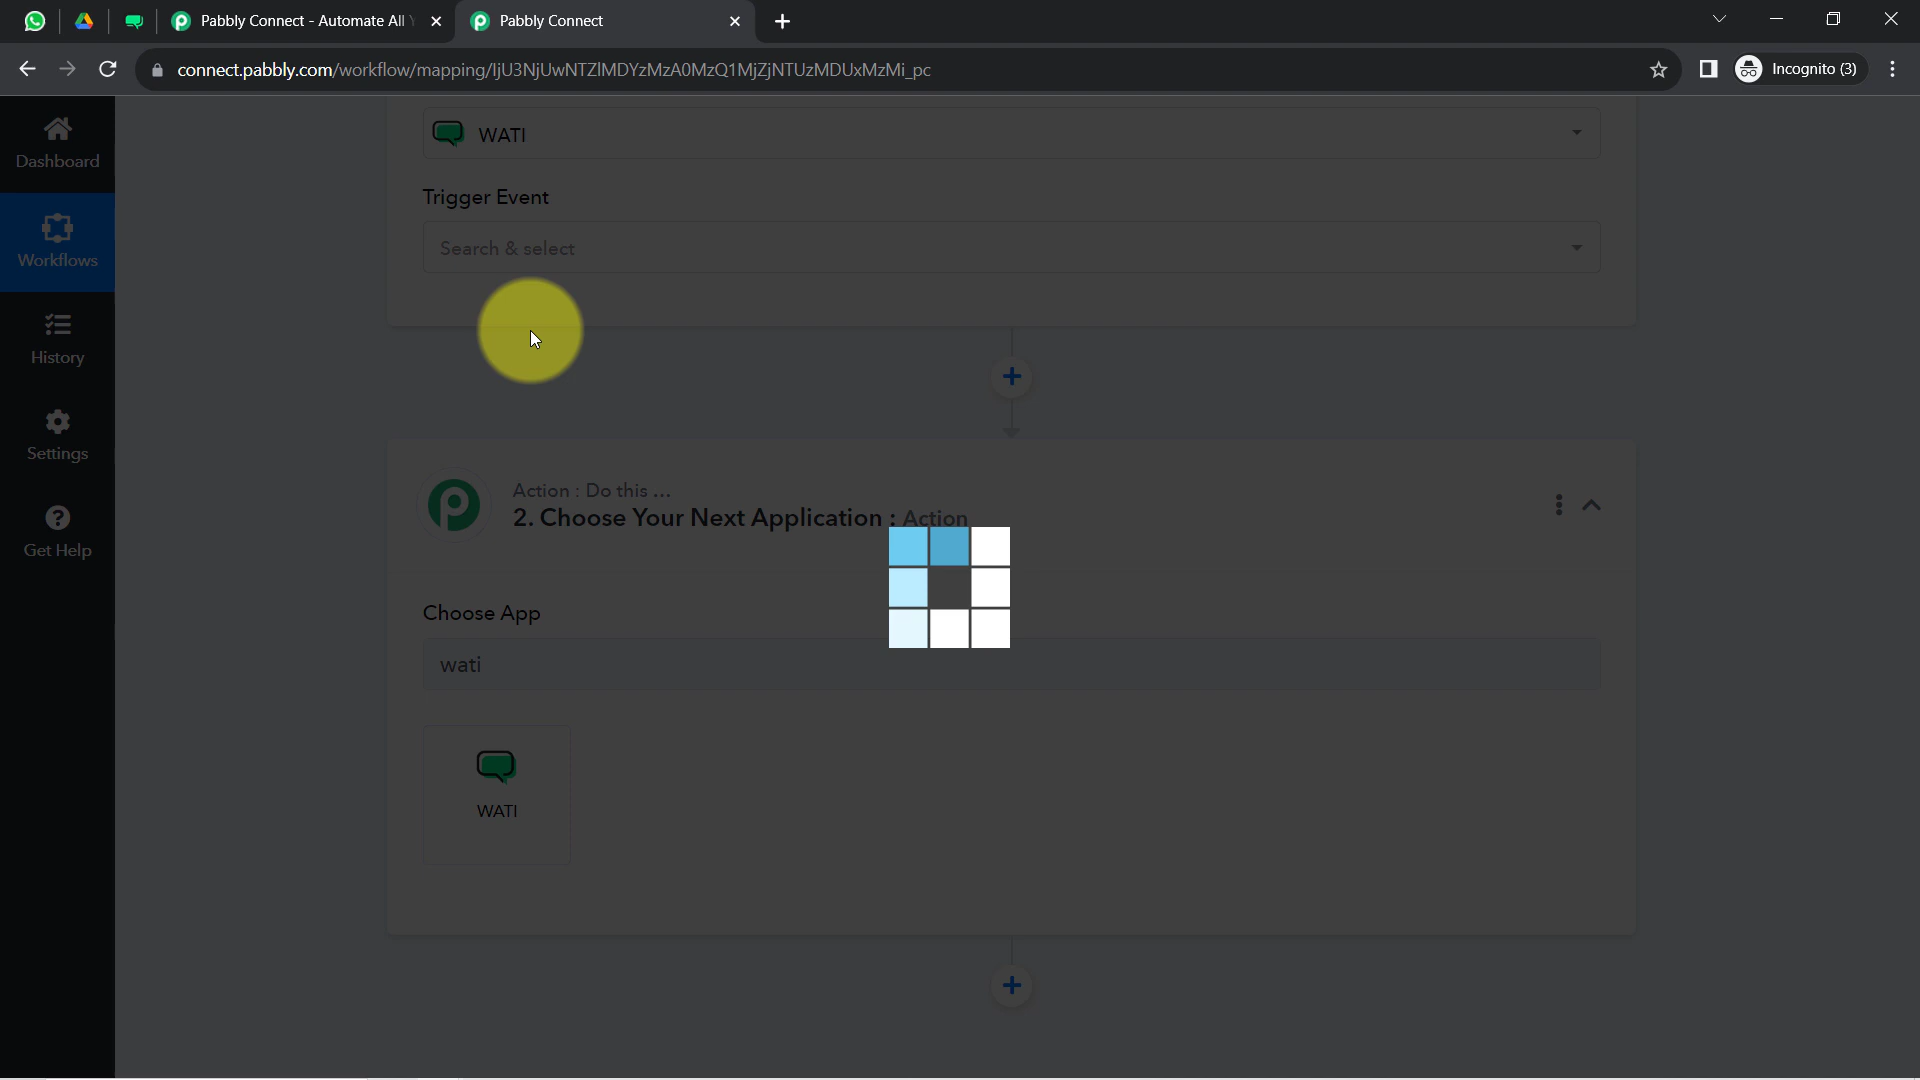 Pabbly Connect - Automate All
Pabbly Connect
connect.pabbly.com/workflow/mapping/IjU3NjUwNTZlMDYzMzA0MzQ1MjZjNTUzMDUxMzMi_pc
Incognito (3)
Dashboard
Workflows
History
Settings
Get Help
WATI
Trigger Event
Search & select
Action : Do this ...
2. Choose Your Next Application : Action
Choose App
wati
WATI